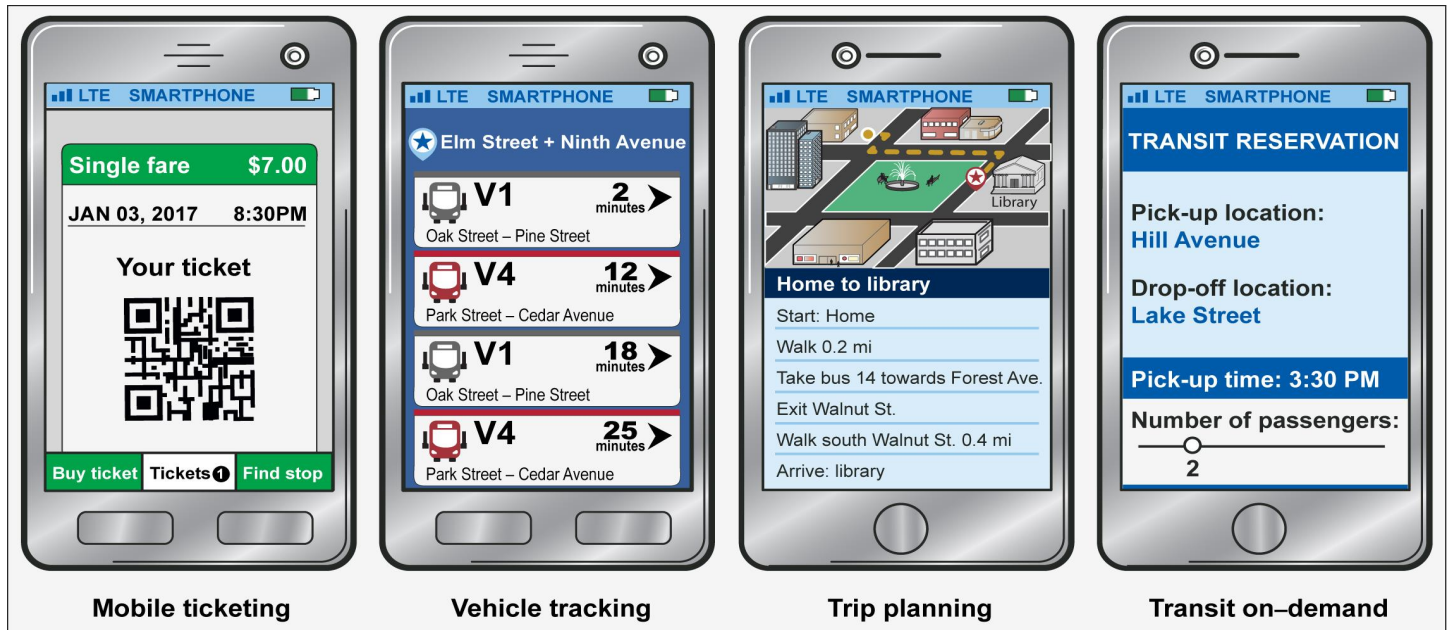 LTE SMARTPHONE
Single fare $7.00
JAN 03, 2017 8:30PM
Your ticket
Buy ticket Tickets 1 Find stop
Mobile ticketing
LTE SMARTPHONE
Elm Street + Ninth Avenue
V1 2 minutes
Oak Street – Pine Street
V4 12 minutes
Park Street – Cedar Avenue
V1 18 minutes
Oak Street – Pine Street
V4 25 minutes
Park Street – Cedar Avenue
Vehicle tracking
LTE SMARTPHONE
Library
Home to library
Start: Home
Walk 0.2 mi
Take bus 14 towards Forest Ave.
Exit Walnut St.
Walk south Walnut St. 0.4 mi
Arrive: library
Trip planning
LTE SMARTPHONE
TRANSIT RESERVATION
Pick-up location:
Hill Avenue
Drop-off location:
Lake Street
Pick-up time: 3:30 PM
Number of passengers:
2
Transit on–demand